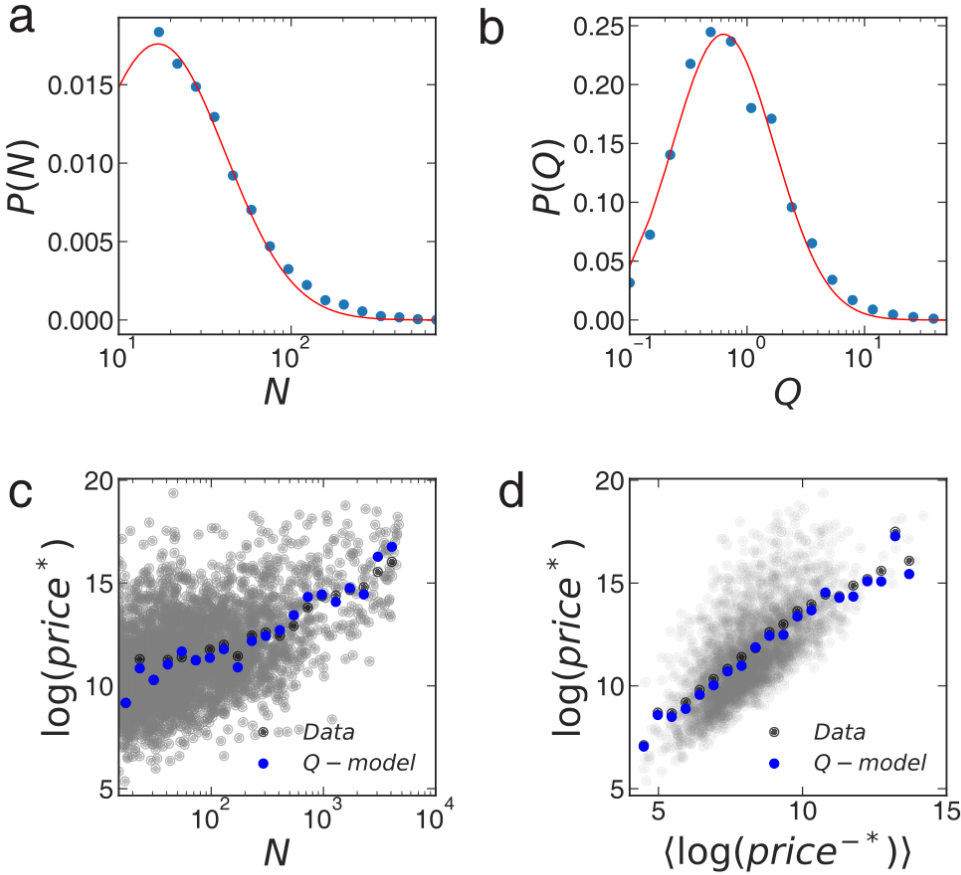 a
0.015
0.010
0.005
0.000
P(N)
10^1
10^2
N
b
0.25
0.20
0.15
0.10
0.05
0.00
P(Q)
10^-1
10^0
10^1
Q
c
20
15
10
5
log(price*)
Data
Q − model
10^2
10^3
10^4
N
d
20
15
10
5
log(price*)
Data
Q − model
5
10
15
⟨log(price^-*)⟩